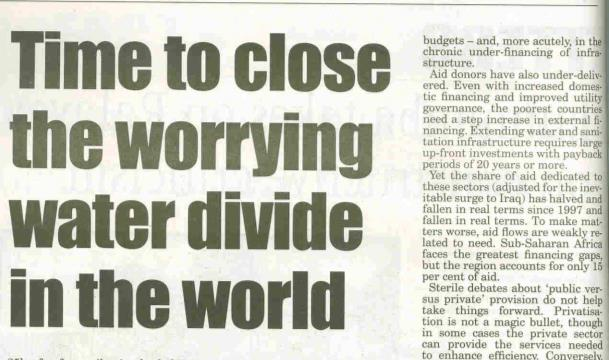 Time to close
the worrying
water divide
in the world
budgets – and, more acutely, in the
chronic under-financing of infra-
structure.
Aid donors have also under-deliv-
ered. Even with increased domes-
tic financing and improved utility
governance, the poorest countries
need a step increase in external fi-
nancing. Extending water and sani-
tation infrastructure requires large
up-front investments with payback
periods of 20 years or more.
Yet the share of aid dedicated to
these sectors (adjusted for the inev-
itable surge to Iraq) has halved and
fallen in real terms since 1997 and
fallen in real terms. To make mat-
ters worse, aid flows are weakly re-
lated to need. Sub-Saharan Africa
faces the greatest financing gaps,
but the region accounts for only 15
per cent of aid.
Sterile debates about 'public ver-
sus private' provision do not help
take things forward. Privatisa-
tion is not a magic bullet, though
in some cases the private sector
can provide the services needed
to enhance efficiency. Conversely